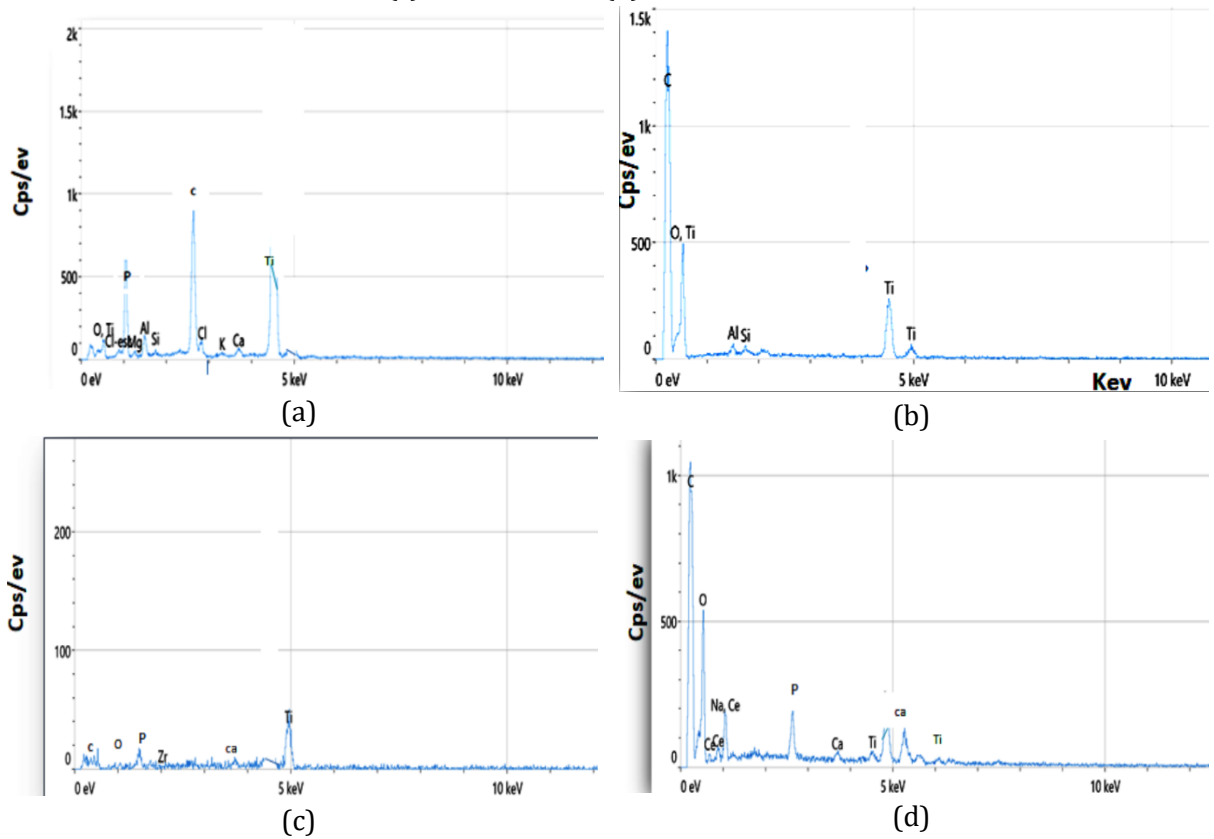 2k
1.5k
1k
500
0
Cps/ev
c
P
Ti
O, Ti
Mg
Al
Si
Cl
K
Ca
0 eV
5 keV
10 keV
(a)
1.5k
1k
500
0
Cps/ev
C
O, Ti
Al
Si
Ti
Ti
0 eV
5 keV
Kev
10 keV
(b)
200
100
0
Cps/ev
c
O
P
Zr
ca
Ti
0 eV
5 keV
10 keV
(c)
1k
500
0
Cps/ev
C
O
Na, Ce
Ce
Ce
P
Ca
Ti
ca
Ti
0 eV
5 keV
10 keV
(d)